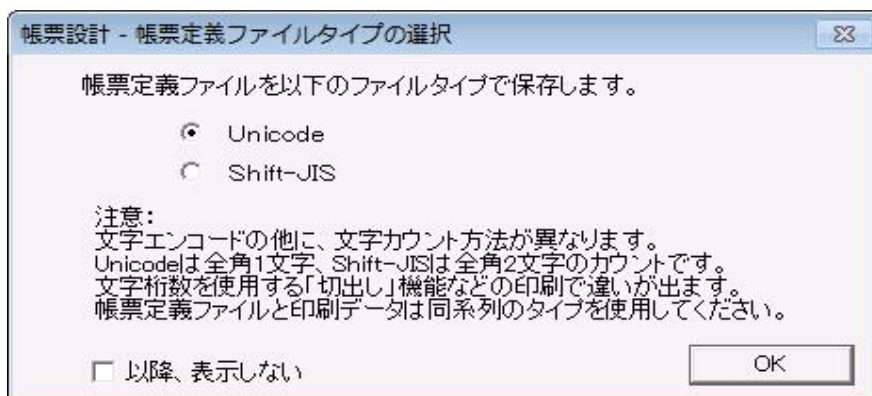 帳票設計 - 帳票定義ファイルタイプの選択
帳票定義ファイルを以下のファイルタイプで保存します。
Unicode
Shift-JIS
注意：
文字エンコードの他に、文字カウント方法が異なります。
Unicodeは全角1文字、Shift-JISは全角2文字のカウントです。
文字桁数を使用する「切出し」機能などの印刷で違いが出ます。
帳票定義ファイルと印刷データは同系列のタイプを使用してください。
以降、表示しない
OK